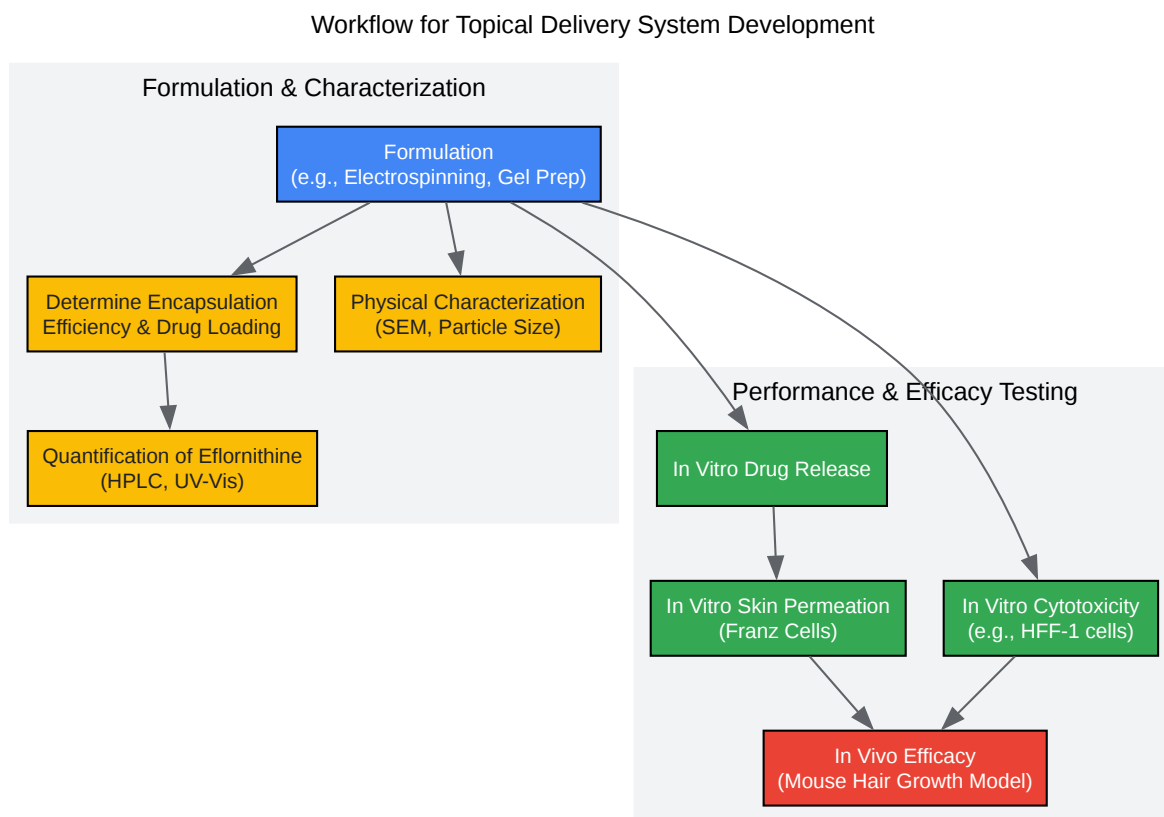 Workflow for Topical Delivery System Development
Formulation & Characterization
Formulation
(e.g., Electrospinning, Gel Prep)
Determine Encapsulation
Efficiency & Drug Loading
Physical Characterization
(SEM, Particle Size)
Quantification of Eflornithine
(HPLC, UV-Vis)
Performance & Efficacy Testing
In Vitro Drug Release
In Vitro Skin Permeation
(Franz Cells)
In Vitro Cytotoxicity
(e.g., HFF-1 cells)
In Vivo Efficacy
(Mouse Hair Growth Model)